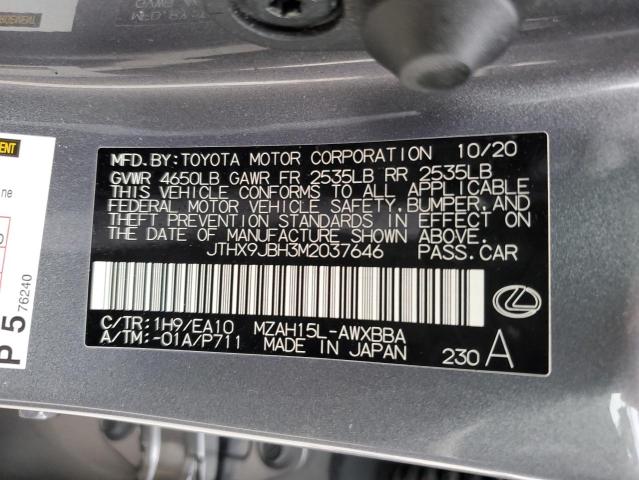 MFD. BY: TOYOTA MOTOR CORPORATION 10/20
GVWR 4650LB GAWR FR 2535LB RR 2535LB
THIS VEHICLE CONFORMS TO ALL APPLICABLE
FEDERAL MOTOR VEHICLE SAFETY, BUMPER, AND
THEFT PREVENTION STANDARDS IN EFFECT ON
THE DATE OF MANUFACTURE SHOWN ABOVE.
JTHX9JBH3M2037646 PASS. CAR
C/TR: 1H9/EA10 MZAH15L-AWXBBA
A/TM: -01A/P711 MADE IN JAPAN 230 A
P 5 76240